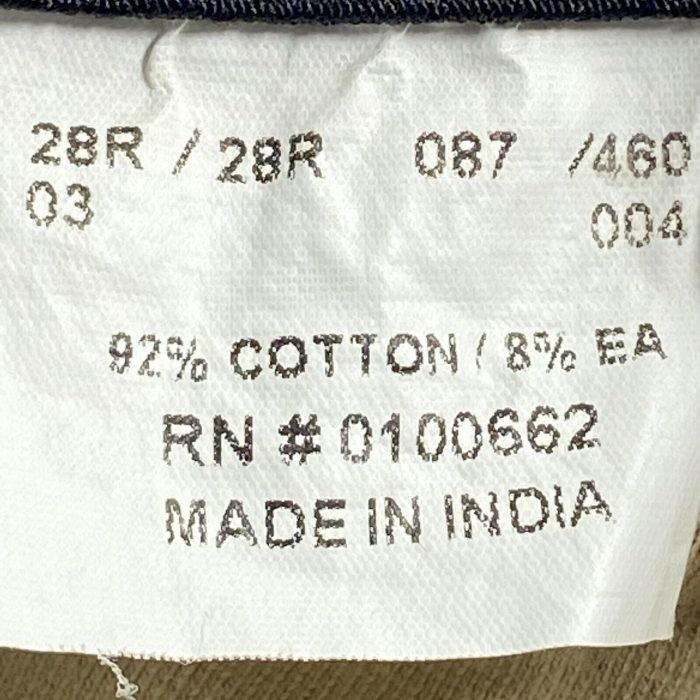 28R / 28R 087 /460
03 004
92% COTTON / 8% EA
RN # 0100662
MADE IN INDIA